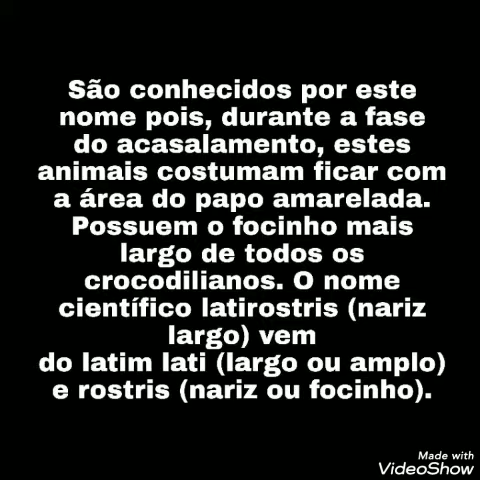 São conhecidos por este
nome pois, durante a fase
do acasalamento, estes
animais costumam ficar com
a área do papo amarelada.
Possuem o focinho mais
largo de todos os
crocodilianos. O nome
científico latirostris (nariz
largo) vem
do latim lati (largo ou amplo)
e rostris (nariz ou focinho).
Made with
VideoShow